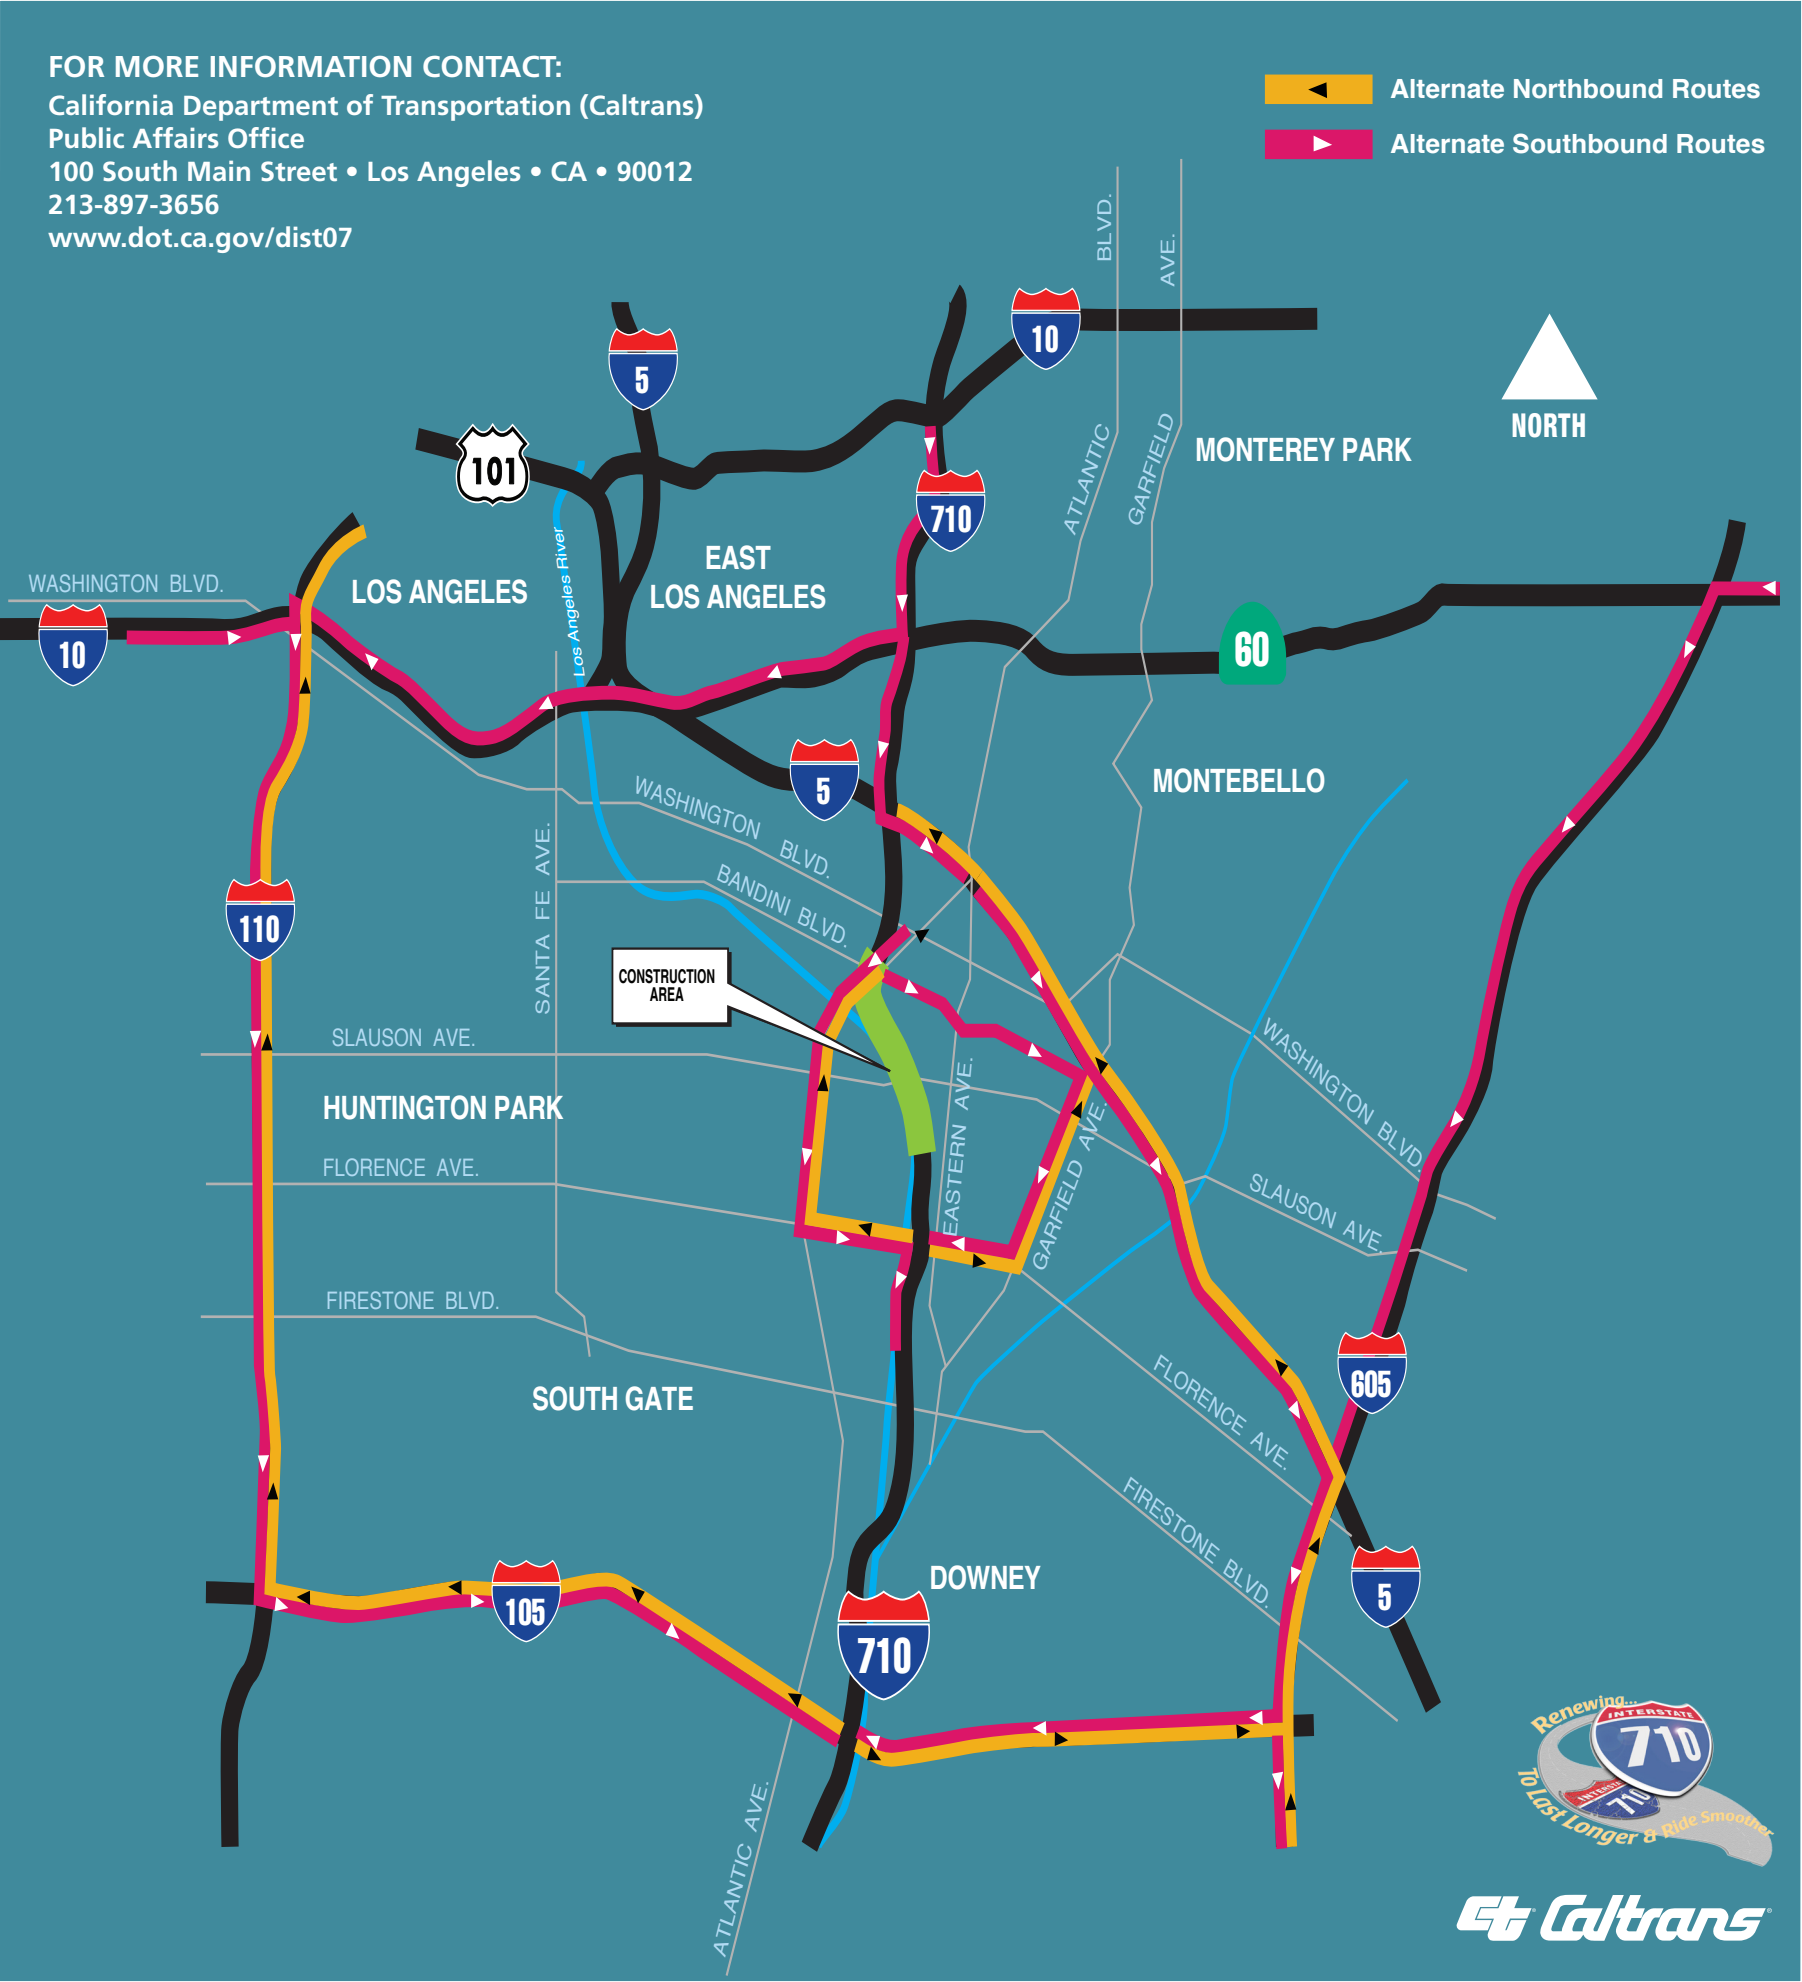 FOR MORE INFORMATION CONTACT:
California Department of Transportation (Caltrans)
Public Affairs Office
100 South Main Street • Los Angeles • CA • 90012
213-897-3656
www.dot.ca.gov/dist07
Alternate Northbound Routes
Alternate Southbound Routes
BLVD.
AVE.
10
5
NORTH
ATLANTIC
GARFIELD
MONTEREY PARK
101
710
Los Angeles River
EAST
LOS ANGELES
WASHINGTON BLVD.
LOS ANGELES
10
60
5
MONTEBELLO
WASHINGTON BLVD.
BANDINI BLVD.
SANTA FE AVE.
110
CONSTRUCTION
AREA
SLAUSON AVE.
WASHINGTON BLVD.
HUNTINGTON PARK
EASTERN AVE.
GARFIELD AVE.
FLORENCE AVE.
SLAUSON AVE.
FIRESTONE BLVD.
605
SOUTH GATE
FLORENCE AVE.
FIRESTONE BLVD.
DOWNEY
105
5
710
ATLANTIC AVE.
Renewing...
INTERSTATE
710
INTERSTATE
710
To Last Longer & Ride Smoother
Ct Caltrans